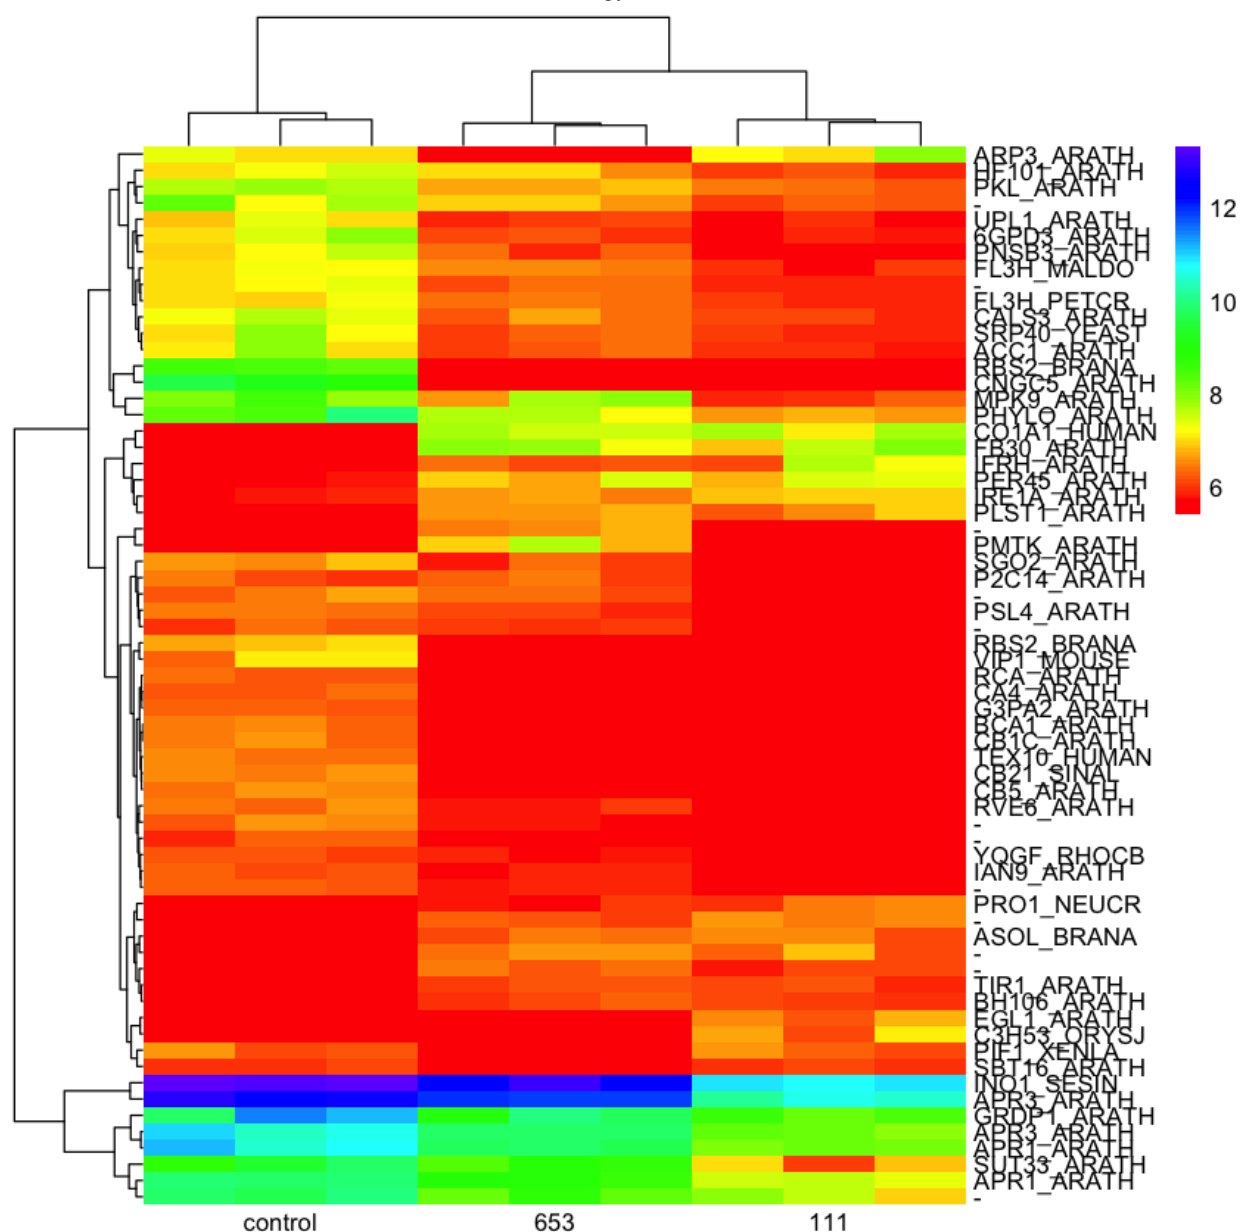 ARP3_ARATH
HF101_ARATH
PKL_ARATH
-
UPL1_ARATH
6GPD3_ARATH
PNSB3_ARATH
FL3H_MALDO
-
FL3H_PETCR
CALS3_ARATH
SRP40_YEAST
ACC1_ARATH
RBS2_BRANA
CNGC5_ARATH
MPK9_ARATH
PHYLO_ARATH
CO1A1_HUMAN
FB30_ARATH
IFRH_ARATH
PER45_ARATH
IRE1A_ARATH
PLST1_ARATH
-
PMTK_ARATH
SGO2_ARATH
P2C14_ARATH
-
PSL4_ARATH
-
RBS2_BRANA
VIP1_MOUSE
RCA_ARATH
CA4_ARATH
G3PA2_ARATH
BCA1_ARATH
CB1C_ARATH
TEX10_HUMAN
CB21_SINAL
CB5_ARATH
RVE6_ARATH
-
-
YQGF_RHOCB
IAN9_ARATH
-
PRO1_NEUCR
-
ASOL_BRANA
-
-
TIR1_ARATH
BH106_ARATH
EGL1_ARATH
C3H53_ORYSJ
PIF1_XENLA
SBT16_ARATH
INO1_SESIN
APR3_ARATH
GRDP1_ARATH
APR3_ARATH
APR1_ARATH
SUT33_ARATH
APR1_ARATH
-
12
10
8
6
control 653 111